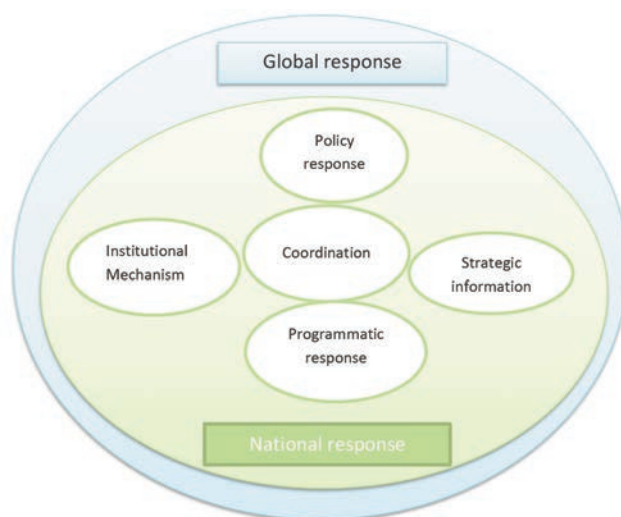 Global response
Policy
response
Institutional
Mechanism
Coordination
Strategic
information
Programmatic
response
National response